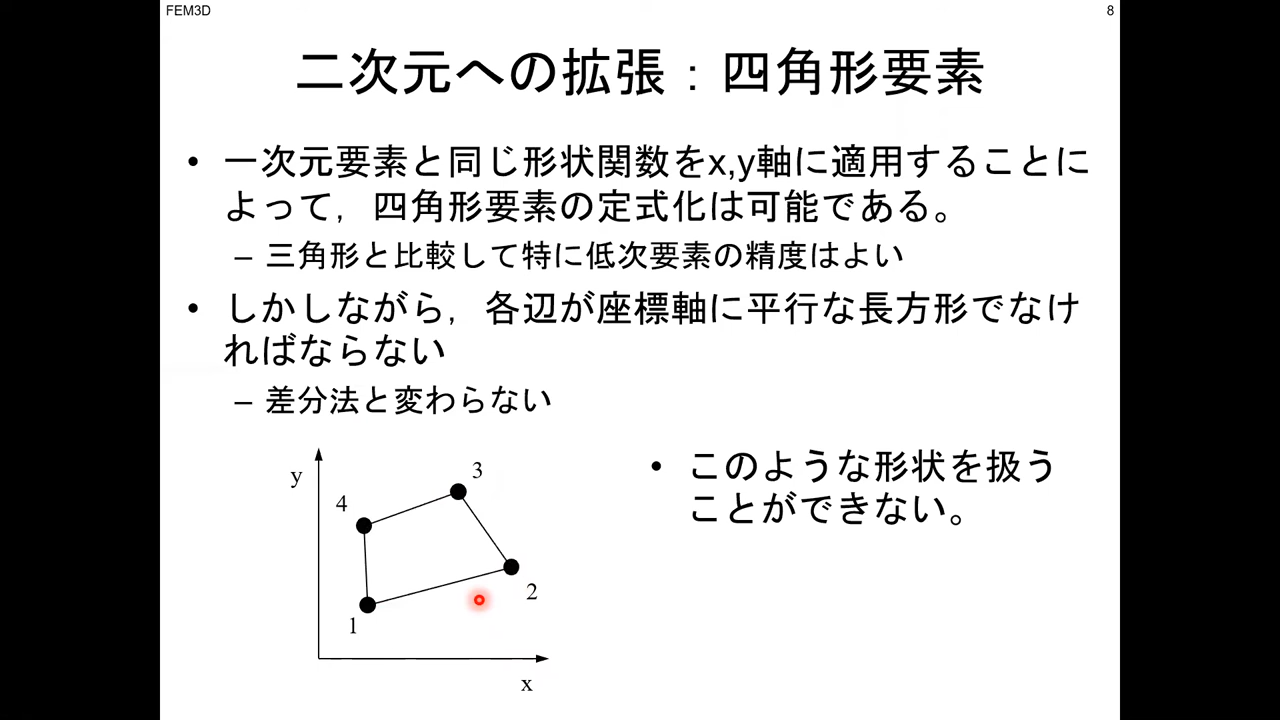 FEM3D
8
二次元への拡張：四角形要素
• 一次元要素と同じ形状関数をx,y軸に適用することに
よって，四角形要素の定式化は可能である。
– 三角形と比較して特に低次要素の精度はよい
• しかしながら，各辺が座標軸に平行な長方形でなけ
ればならない
– 差分法と変わらない
• このような形状を扱う
ことができない。
y
3
4
2
1
x